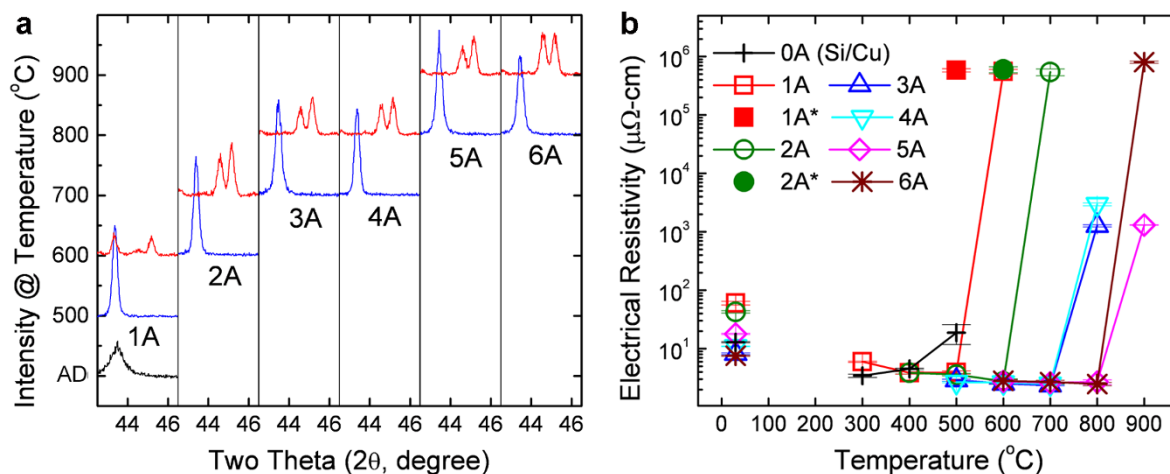 a
Intensity @ Temperature (°C)
900
800
700
600
500
AD
1A
2A
3A
4A
5A
6A
44 46 44 46 44 46 44 46 44 46 44 46
Two Theta (2θ, degree)
b
Electrical Resistivity (μΩ-cm)
10⁶
10⁵
10⁴
10³
10²
10¹
0A (Si/Cu)
1A 3A
1A* 4A
2A 5A
2A* 6A
0 100 200 300 400 500 600 700 800 900
Temperature (°C)